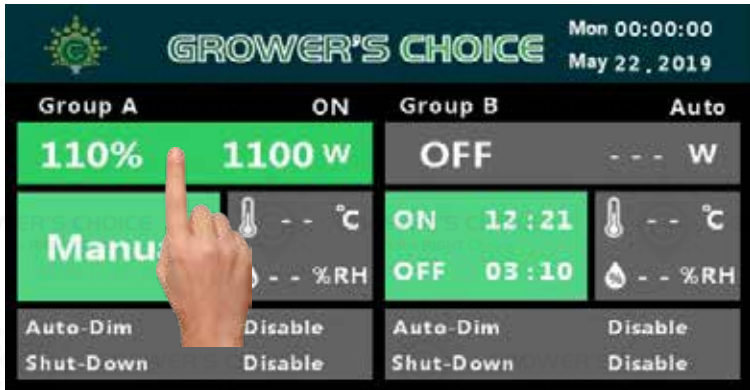 GROWER'S CHOICE
Mon 00:00:00
May 22 , 2019
Group A ON
110% 1100 W
- - °C
- - %RH
Auto-Dim Disable
Shut-Down Disable
Group B Auto
OFF - - - W
ON 12:21
OFF 03:10
- - °C
- - %RH
Auto-Dim Disable
Shut-Down Disable